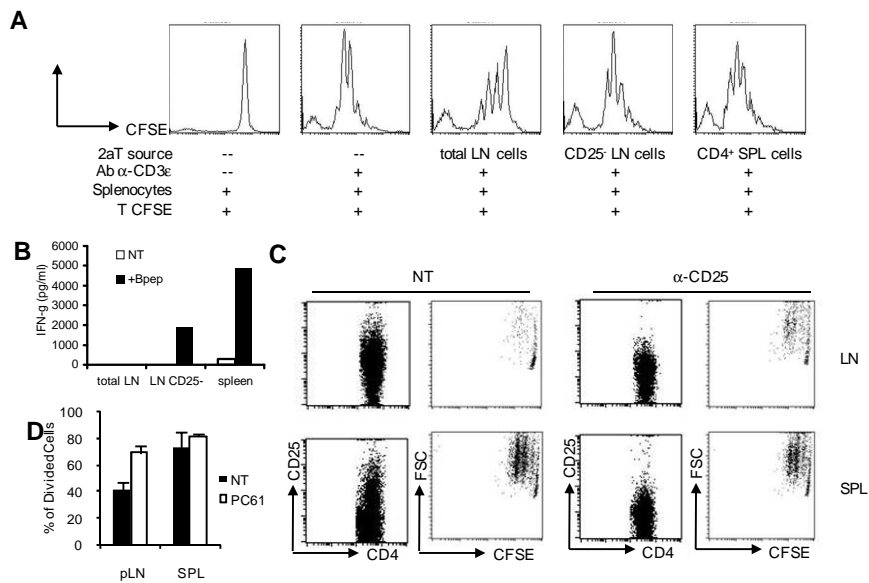 A
CFSE
2aT source -- -- total LN cells CD25- LN cells CD4+ SPL cells
Ab α-CD3ε -- + + + +
Splenocytes + + + + +
T CFSE + + + + +
B
IFN-g (pg/ml)
6000
5000
4000
3000
2000
1000
0
NT
+Bpep
total LN LN CD25- spleen
C
NT α-CD25
LN
CD25 FSC CD25 FSC
SPL
CD4 CFSE CD4 CFSE
D
% of Divided Cells
100
80
60
40
20
0
NT
PC61
pLN SPL